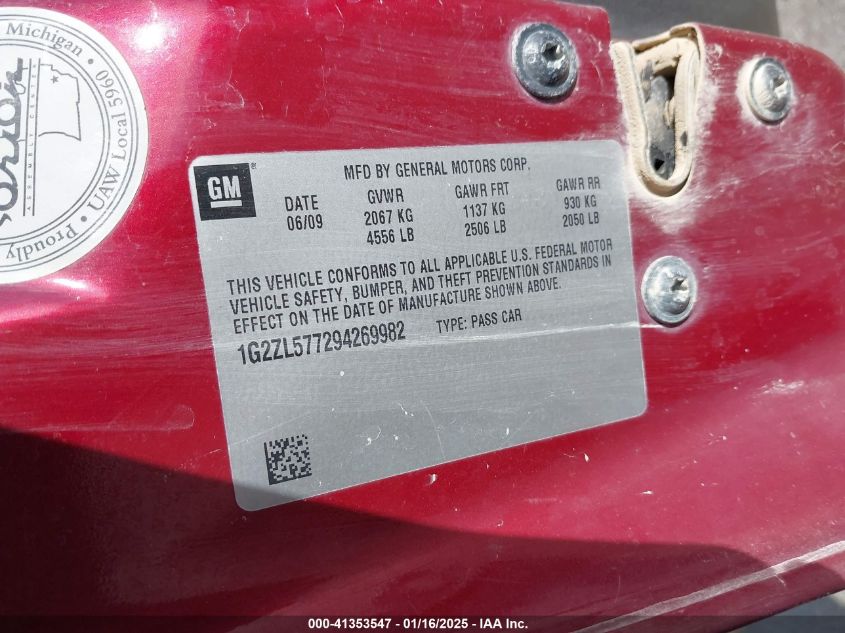 Michigan
UAW Local 5960
Proudly
ASSEMBLY CENTER
GM
MFD BY GENERAL MOTORS CORP.
DATE GVWR GAWR FRT GAWR RR
06/09 2067 KG 1137 KG 930 KG
4556 LB 2506 LB 2050 LB
THIS VEHICLE CONFORMS TO ALL APPLICABLE U.S. FEDERAL MOTOR
VEHICLE SAFETY, BUMPER, AND THEFT PREVENTION STANDARDS IN
EFFECT ON THE DATE OF MANUFACTURE SHOWN ABOVE.
1G2ZL577294269982 TYPE: PASS CAR
000-41353547 - 01/16/2025 - IAA Inc.